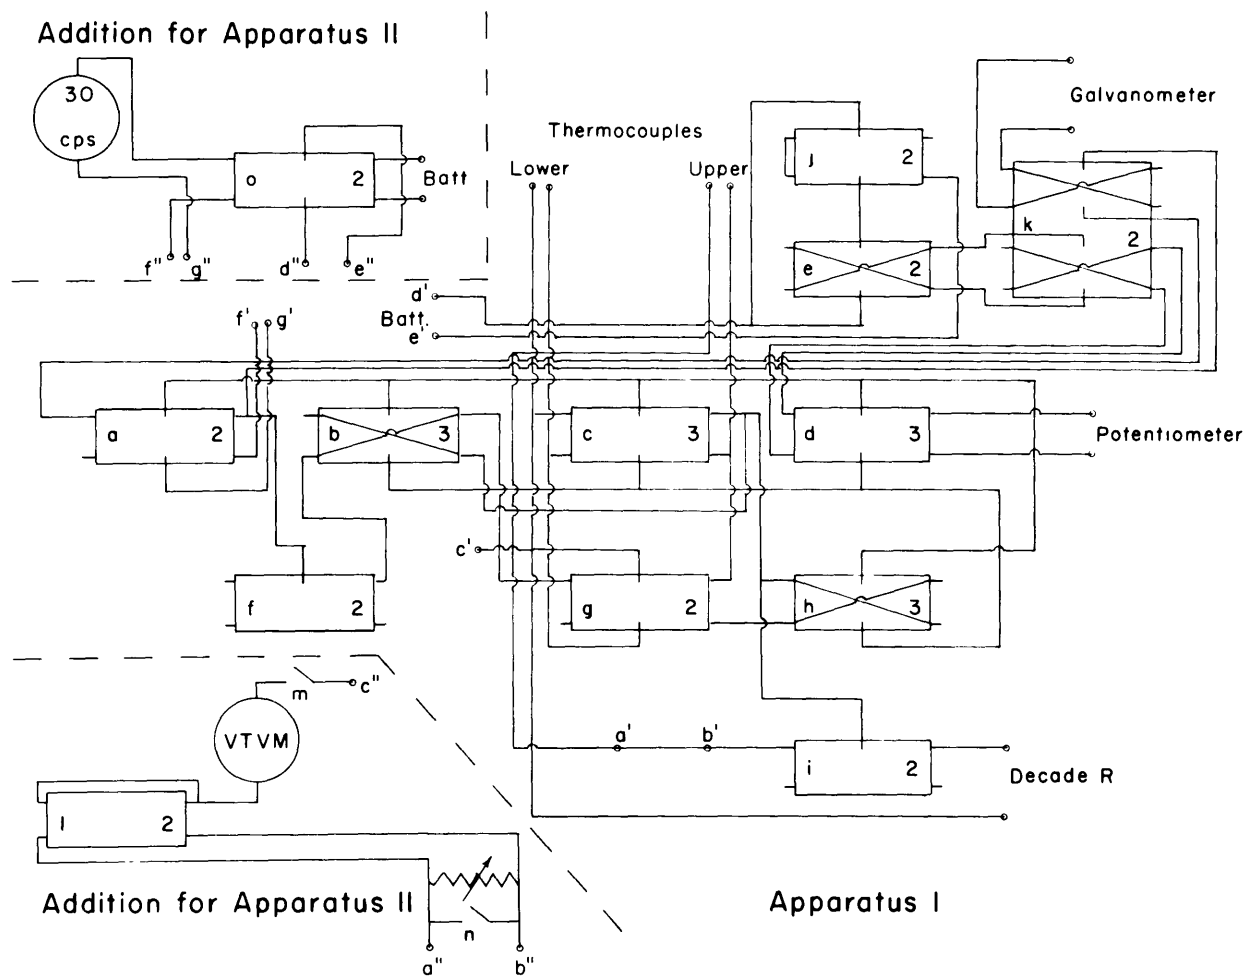 Addition for Apparatus II
30
cps
o 2
Batt
f" g" d" e"
Thermocouples
Lower Upper
Galvanometer
j 2
k 2
e 2
d'
Batt.
e'
f' g'
a 2
b 3
c 3
d 3
Potentiometer
c'
f 2
g 2
h 3
m c"
VTVM
a' b'
i 2
Decade R
l 2
Addition for Apparatus II
n
a" b"
Apparatus I